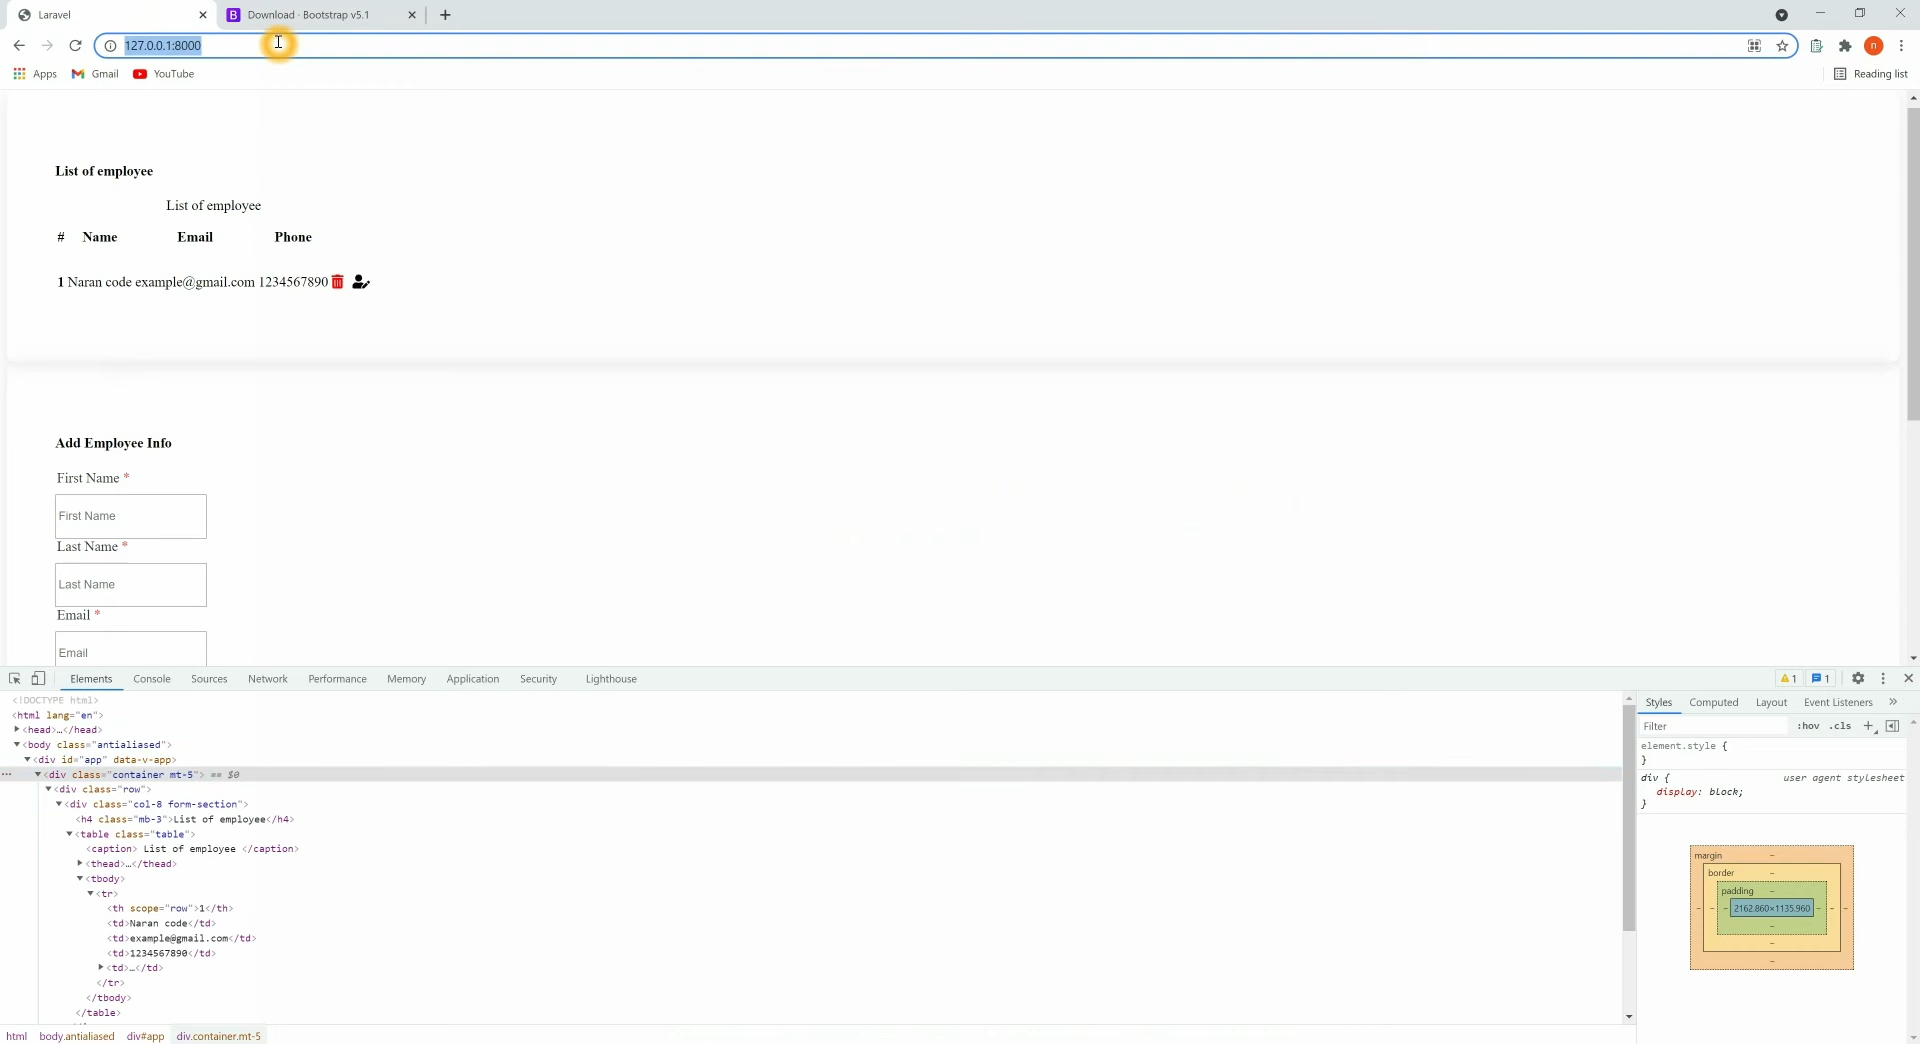 Laravel
Download · Bootstrap v5.1
127.0.0.1:8000
n
Apps Gmail YouTube Reading list
List of employee
List of employee
# Name Email Phone
1 Naran code example@gmail.com 1234567890
Add Employee Info
First Name *
First Name
Last Name *
Last Name
Email *
Email
Elements Console Sources Network Performance Memory Application Security Lighthouse 1 1
<!DOCTYPE html>
<html lang="en">
<head>…</head>
<body class="antialiased">
<div id="app" data-v-app>
<div class="container mt-5"> == $0
<div class="row">
<div class="col-8 form-section">
<h4 class="mb-3">List of employee</h4>
<table class="table">
<caption> List of employee </caption>
<thead>…</thead>
<tbody>
<tr>
<th scope="row">1</th>
<td>Naran code</td>
<td>example@gmail.com</td>
<td>1234567890</td>
<td>…</td>
</tr>
</tbody>
</table>
html body.antialiased div#app div.container.mt-5
Styles Computed Layout Event Listeners »
Filter :hov .cls +
element.style {
}
div { user agent stylesheet
display: block;
}
margin –
border –
padding –
– – – 2162.860×1135.960 – – –
–
–
–